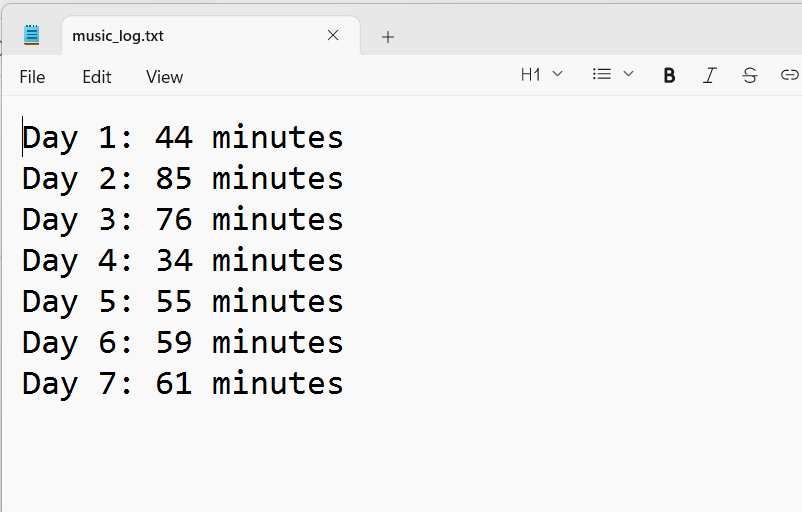 music_log.txt
File Edit View H1 B I S
Day 1: 44 minutes
Day 2: 85 minutes
Day 3: 76 minutes
Day 4: 34 minutes
Day 5: 55 minutes
Day 6: 59 minutes
Day 7: 61 minutes